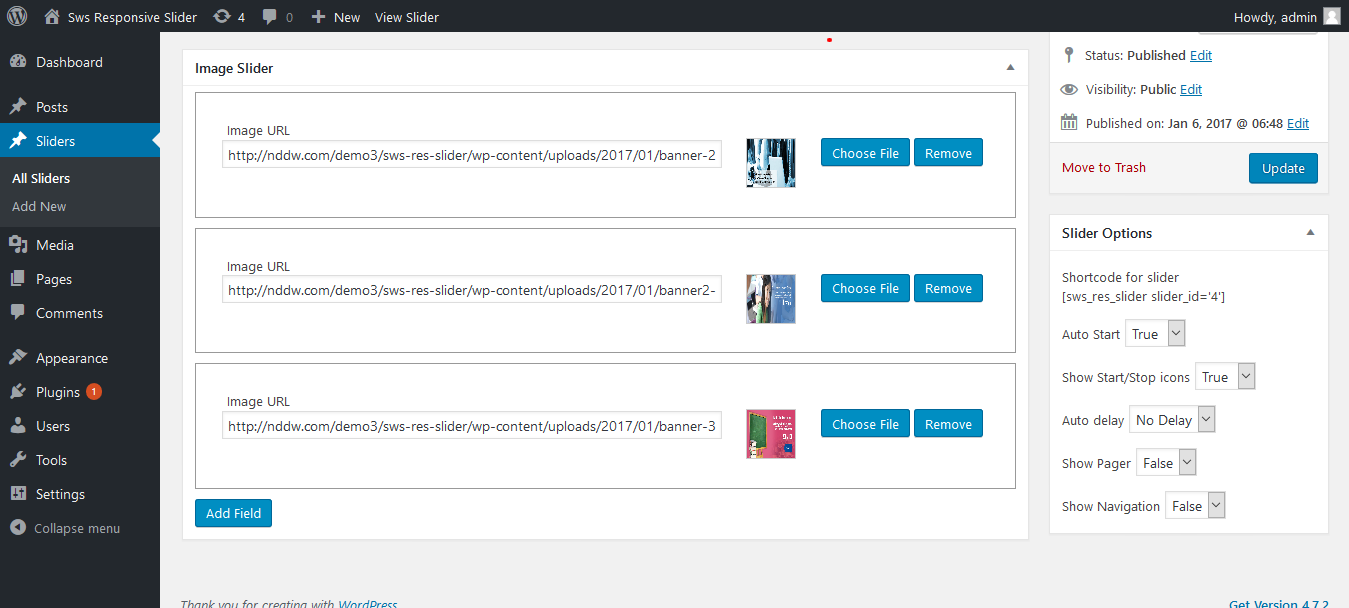 Sws Responsive Slider 4 0 New View Slider Howdy, admin
Dashboard
Posts
Sliders
All Sliders
Add New
Media
Pages
Comments
Appearance
Plugins 1
Users
Tools
Settings
Collapse menu
Image Slider
Image URL
http://nddw.com/demo3/sws-res-slider/wp-content/uploads/2017/01/banner-2
Choose File Remove
Image URL
http://nddw.com/demo3/sws-res-slider/wp-content/uploads/2017/01/banner2-
Choose File Remove
Image URL
http://nddw.com/demo3/sws-res-slider/wp-content/uploads/2017/01/banner-3
Choose File Remove
Add Field
Status: Published Edit
Visibility: Public Edit
Published on: Jan 6, 2017 @ 06:48 Edit
Move to Trash Update
Slider Options
Shortcode for slider
[sws_res_slider slider_id='4']
Auto Start True
Show Start/Stop icons True
Auto delay No Delay
Show Pager False
Show Navigation False
Thank you for creating with WordPress
Get Version 4.7.2